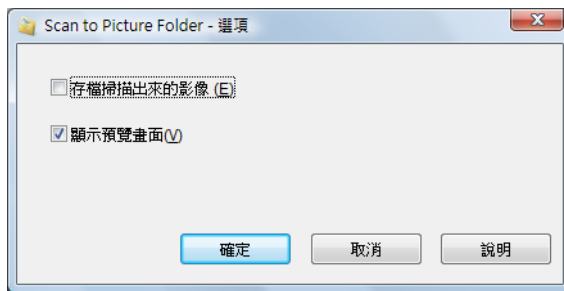 Scan to Picture Folder - 選項
存檔掃描出來的影像 (E)
顯示預覽畫面(V)
確定 取消 說明